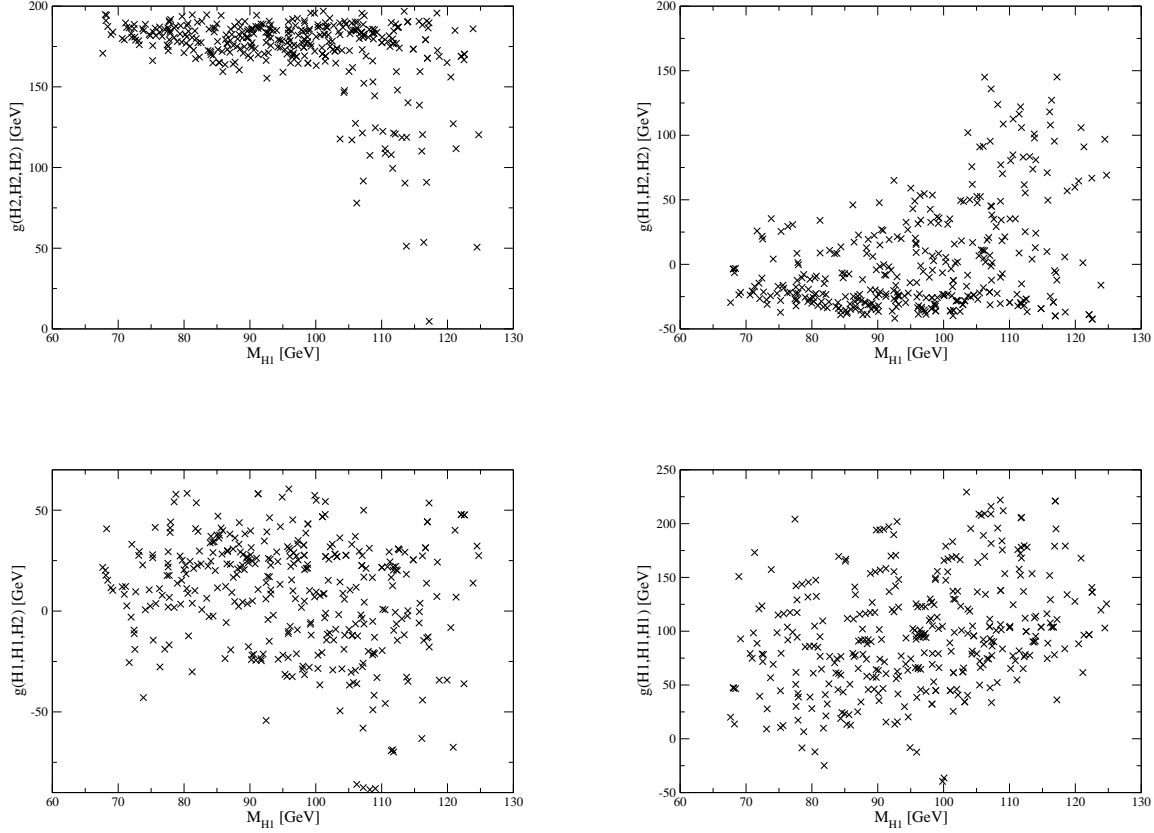 200
150
100
50
0
g(H2,H2,H2) [GeV]
60 70 80 90 100 110 120 130
M_H1 [GeV]
200
150
100
50
0
-50
g(H1,H2,H2) [GeV]
60 70 80 90 100 110 120 130
M_H1 [GeV]
50
0
-50
g(H1,H1,H2) [GeV]
60 70 80 90 100 110 120 130
M_H1 [GeV]
250
200
150
100
50
0
-50
g(H1,H1,H1) [GeV]
60 70 80 90 100 110 120 130
M_H1 [GeV]